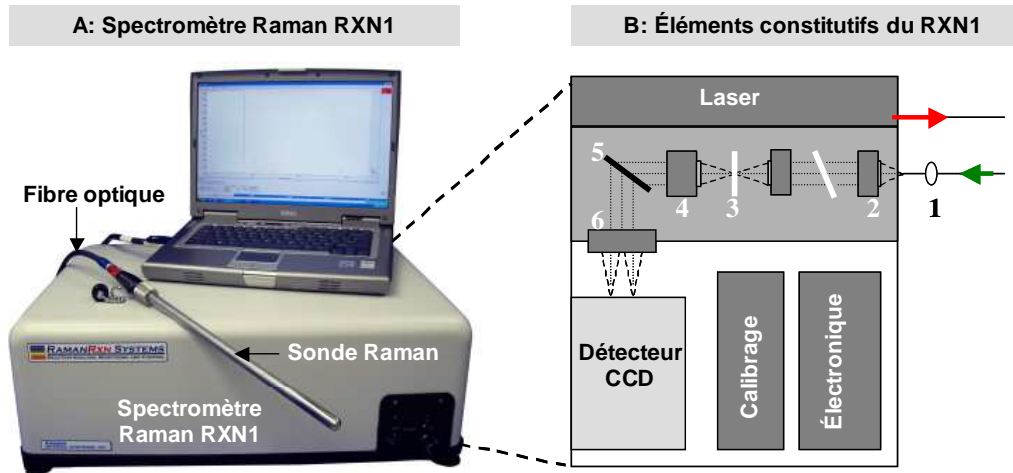 A: Spectromètre Raman RXN1
B: Éléments constitutifs du RXN1
Fibre optique
RAMANRXN SYSTEMS
Sonde Raman
Spectromètre
Raman RXN1
Laser
5
4
3
2
1
6
Détecteur
CCD
Calibrage
Électronique